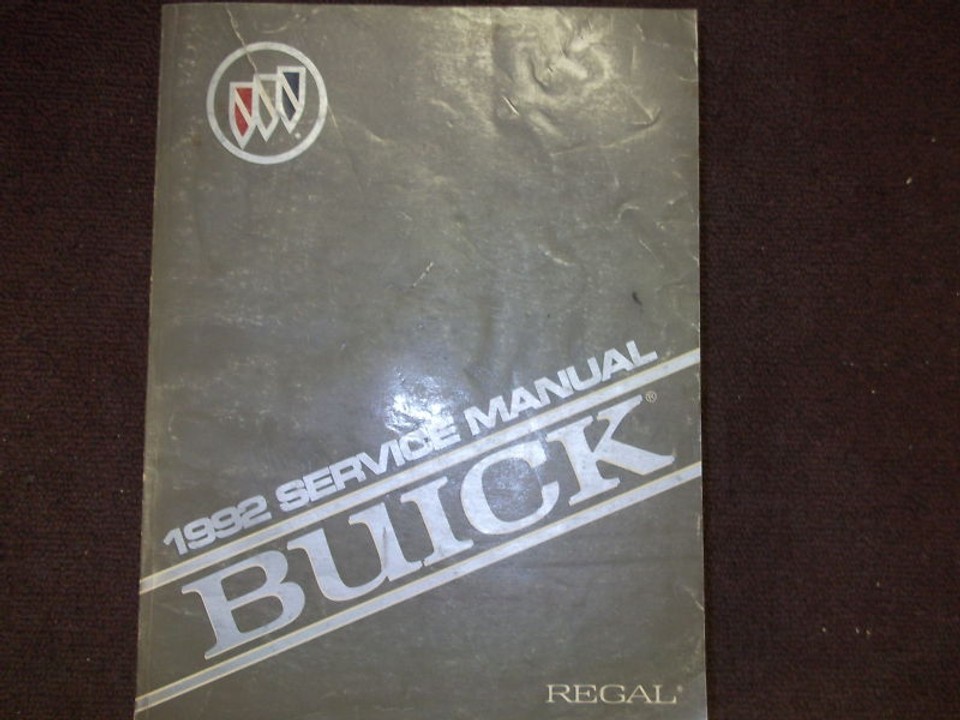 1992 SERVICE MANUAL
BUICK®
REGAL®